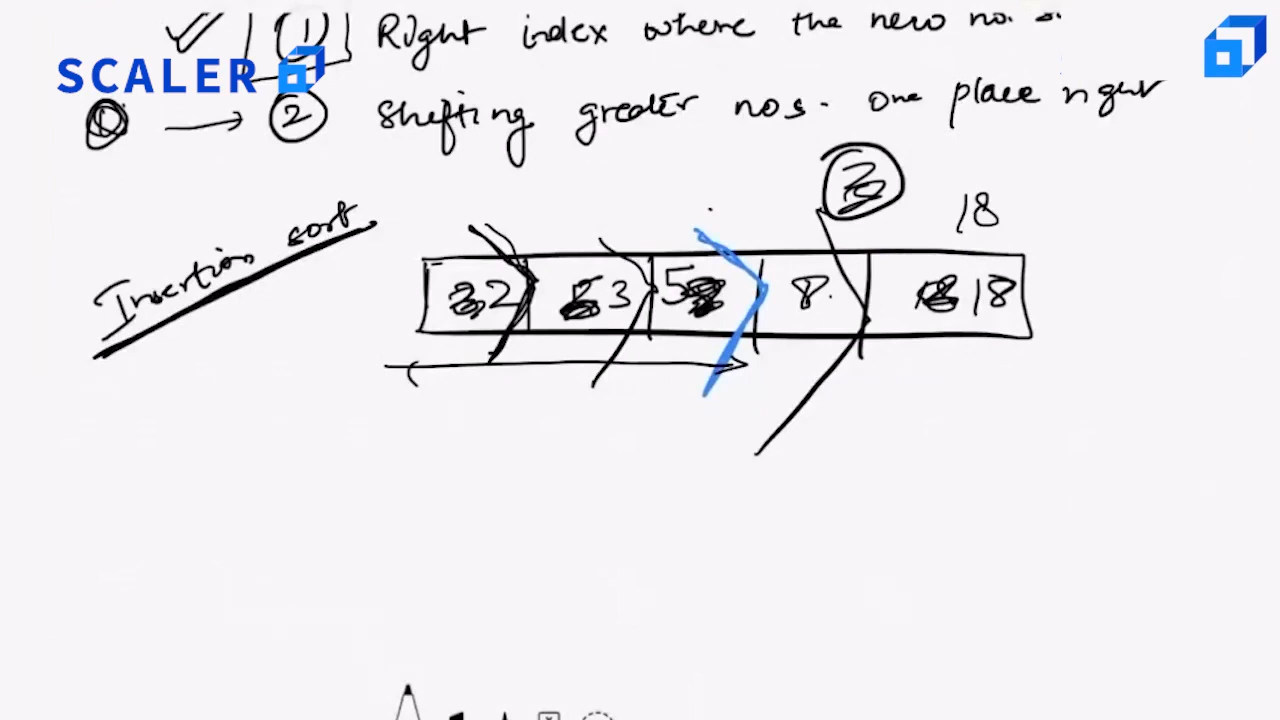 (1) Right index where the new no.
SCALER
① → ② Shifting greater nos. one place right
18
Insertion sort
2 3 5 8. 18